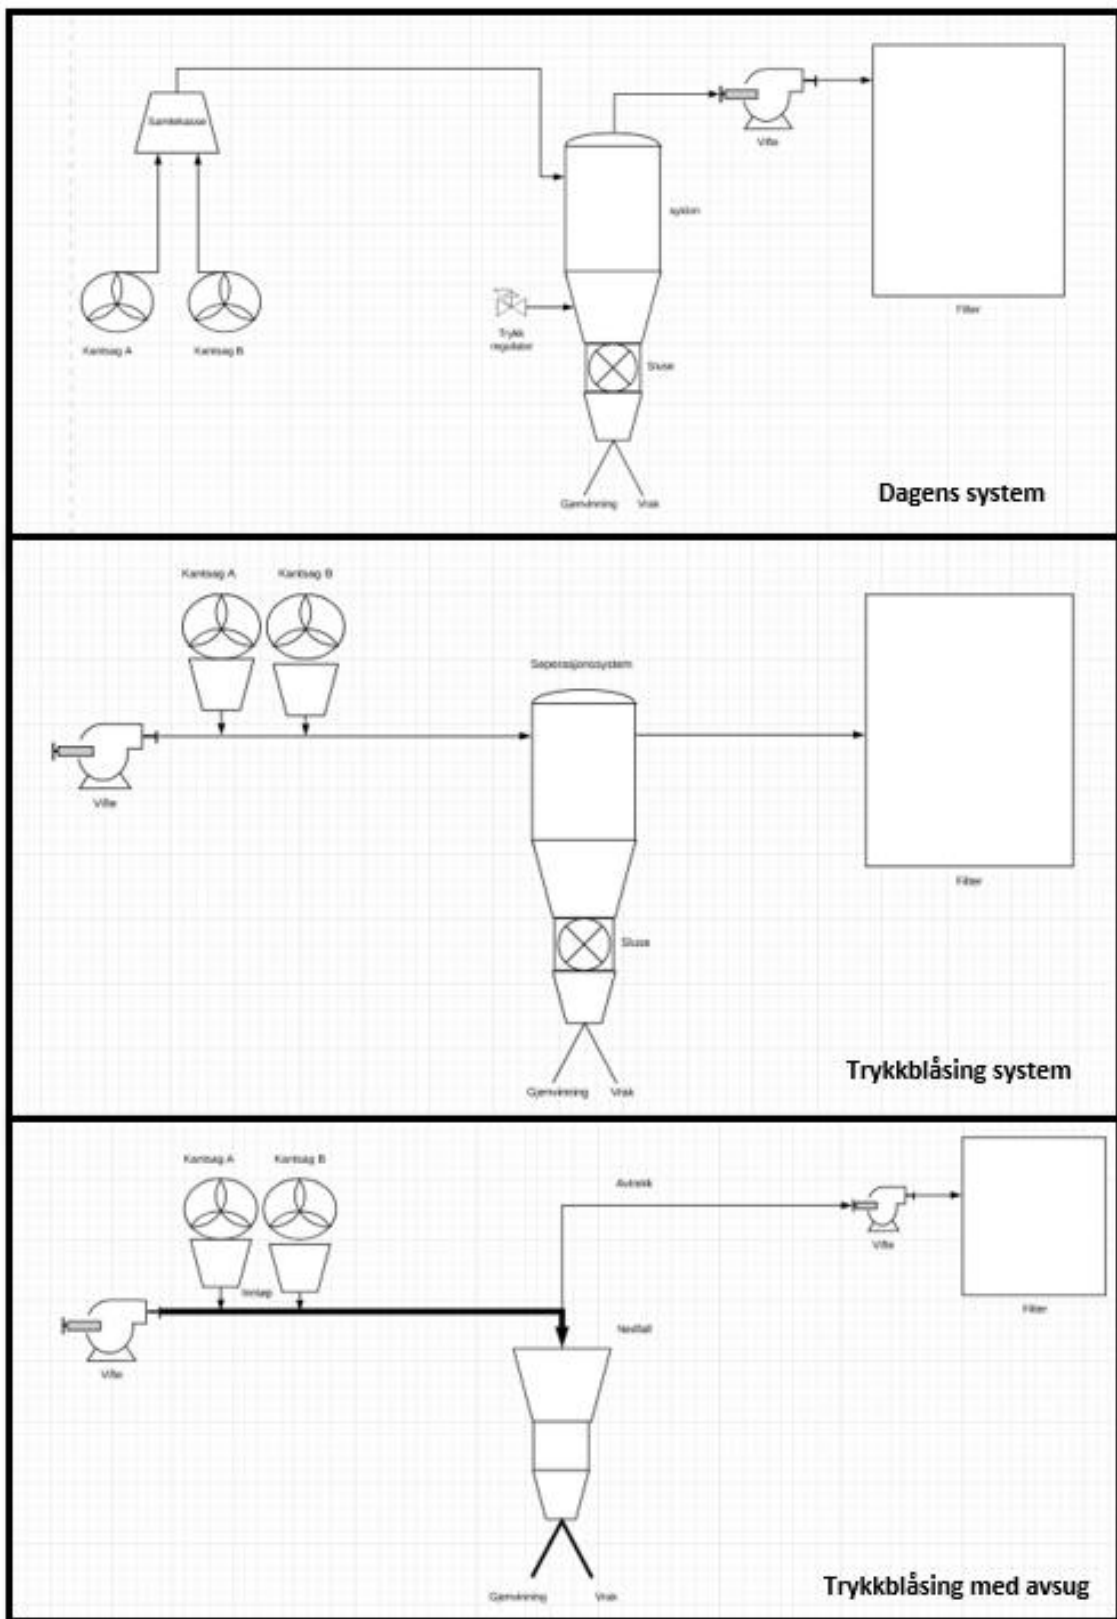 Samlekasse
Vifte
syklon
Filter
Trykk
regulator
Kantsag A
Kantsag B
Sluse
Gjenvinning
Vrak
Dagens system
Kantsag A
Kantsag B
Seperasjonssystem
Vifte
Filter
Sluse
Gjenvinning
Vrak
Trykkblåsing system
Kantsag A
Kantsag B
Avtrekk
Vifte
Innløp
Filter
Nedfall
Vifte
Gjenvinning
Vrak
Trykkblåsing med avsug